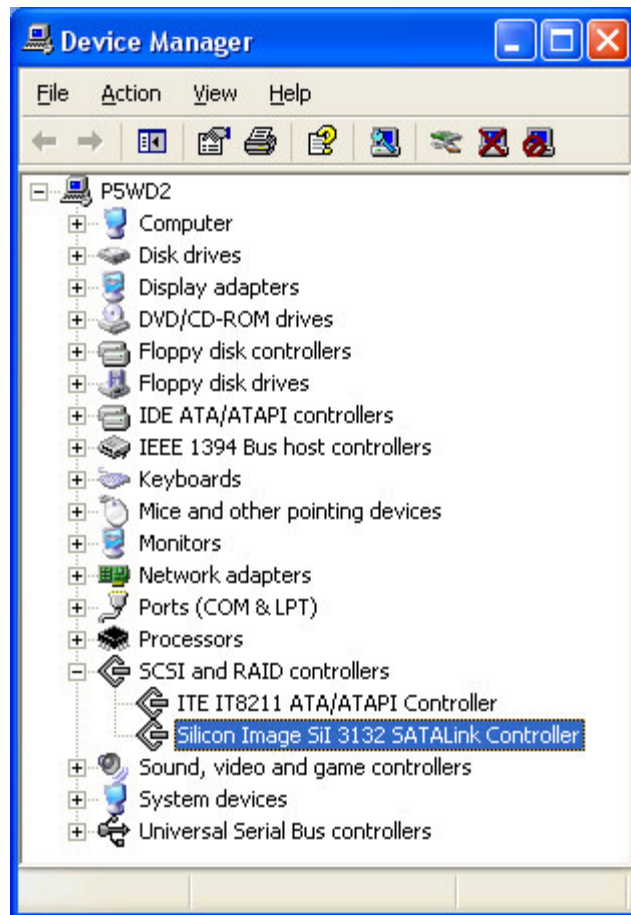 Device Manager
File Action View Help
P5WD2
Computer
Disk drives
Display adapters
DVD/CD-ROM drives
Floppy disk controllers
Floppy disk drives
IDE ATA/ATAPI controllers
IEEE 1394 Bus host controllers
Keyboards
Mice and other pointing devices
Monitors
Network adapters
Ports (COM & LPT)
Processors
SCSI and RAID controllers
ITE IT8211 ATA/ATAPI Controller
Silicon Image SiI 3132 SATALink Controller
Sound, video and game controllers
System devices
Universal Serial Bus controllers